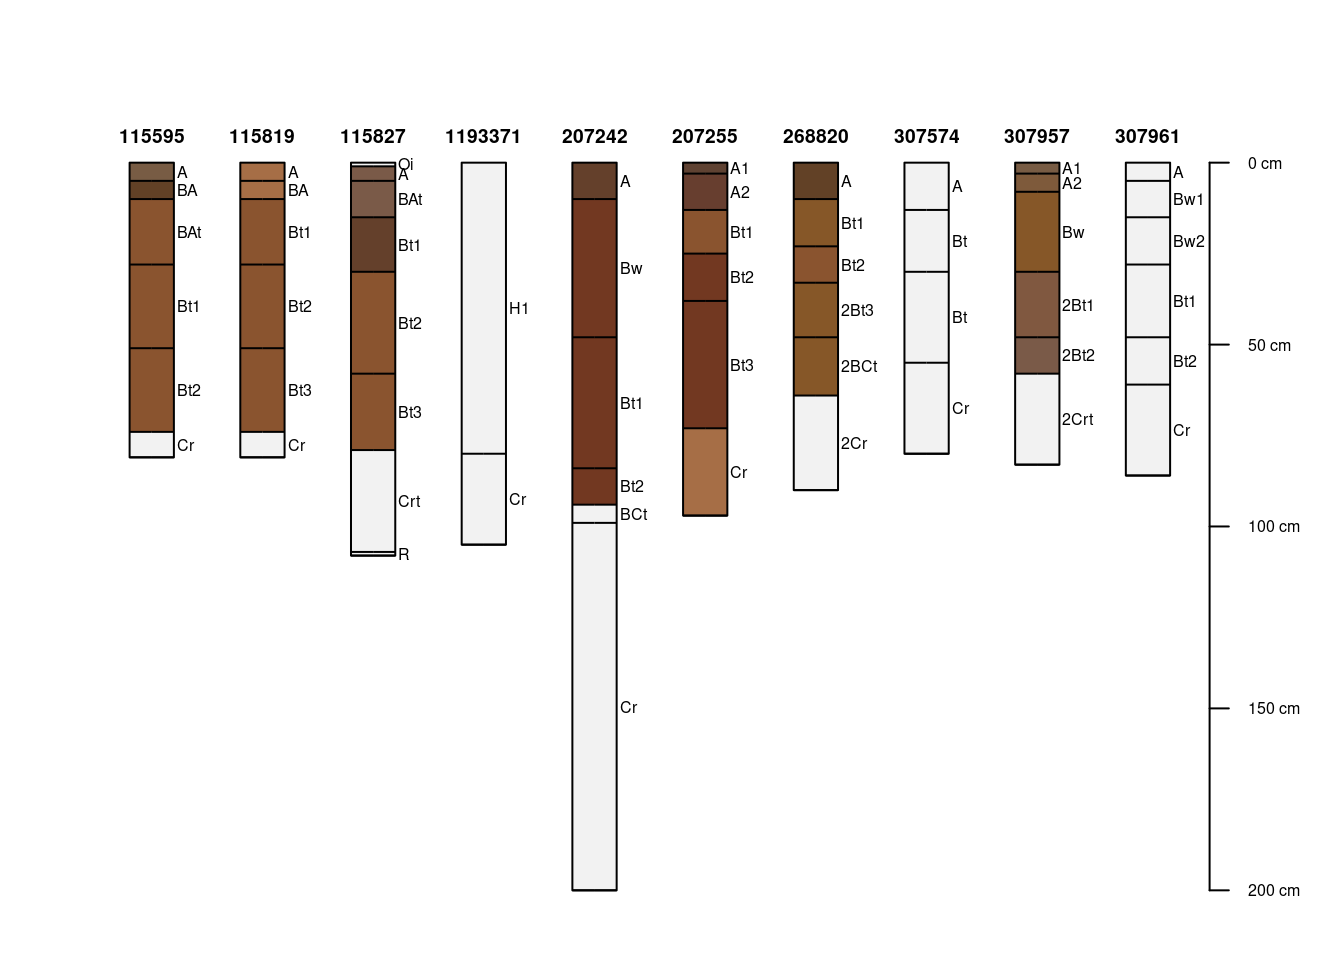 115595 115819 115827 1193371 207242 207255 268820 307574 307957 307961
A
BA
BAt
Bt1
Bt2
Cr
A
BA
Bt1
Bt2
Bt3
Cr
Oi
A
BAt
Bt1
Bt2
Bt3
Crt
R
H1
Cr
A
Bw
Bt1
Bt2
BCt
Cr
A1
A2
Bt1
Bt2
Bt3
Cr
A
Bt1
Bt2
2Bt3
2BCt
2Cr
A
Bt
Bt
Cr
A1
A2
Bw
2Bt1
2Bt2
2Crt
A
Bw1
Bw2
Bt1
Bt2
Cr
0 cm
50 cm
100 cm
150 cm
200 cm